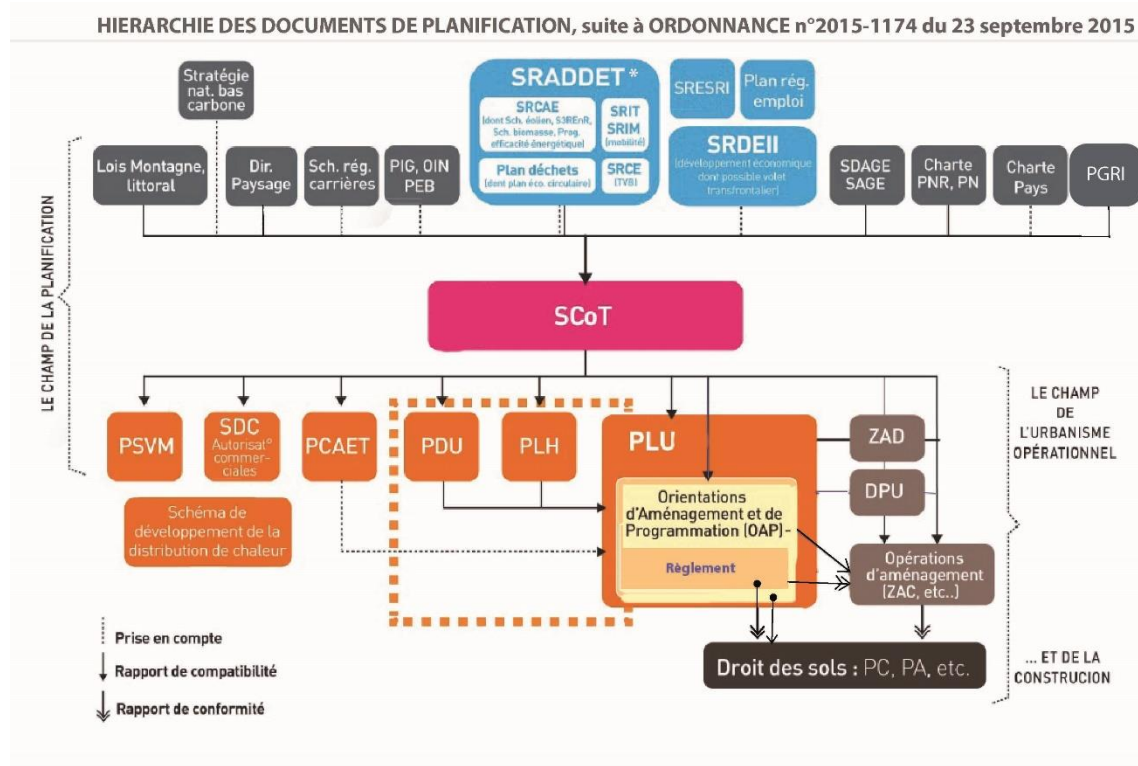 HIERARCHIE DES DOCUMENTS DE PLANIFICATION, suite à ORDONNANCE n°2015-1174 du 23 septembre 2015
Stratégie
nat. bas
carbone
SRADDET *
SRCAE
(dont Sch. éolien, S3REnR,
Sch. biomasse, Prog.
efficacité énergétique)
SRIT
SRIM
(mobilité)
Plan déchets
(dont plan éco. circulaire)
SRCE
(TVB)
SRESRI
Plan rég.
emploi
SRDEII
(développement économique
dont possible volet
transfrontalier)
Lois Montagne,
littoral
Dir.
Paysage
Sch. rég.
carrières
PIG, OIN
PEB
SDAGE
SAGE
Charte
PNR, PN
Charte
Pays
PGRI
LE CHAMP DE LA PLANIFICATION
SCoT
PSVM
SDC
Autorisat°
commer-
ciales
PCAET
PDU
PLH
PLU
ZAD
DPU
LE CHAMP
DE
L'URBANISME
OPÉRATIONNEL
Schéma de
développement de la
distribution de chaleur
Orientations
d'Aménagement et de
Programmation (OAP)-
Règlement
Opérations
d'aménagement
(ZAC, etc..)
Droit des sols : PC, PA, etc.
... ET DE LA
CONSTRUCION
Prise en compte
Rapport de compatibilité
Rapport de conformité